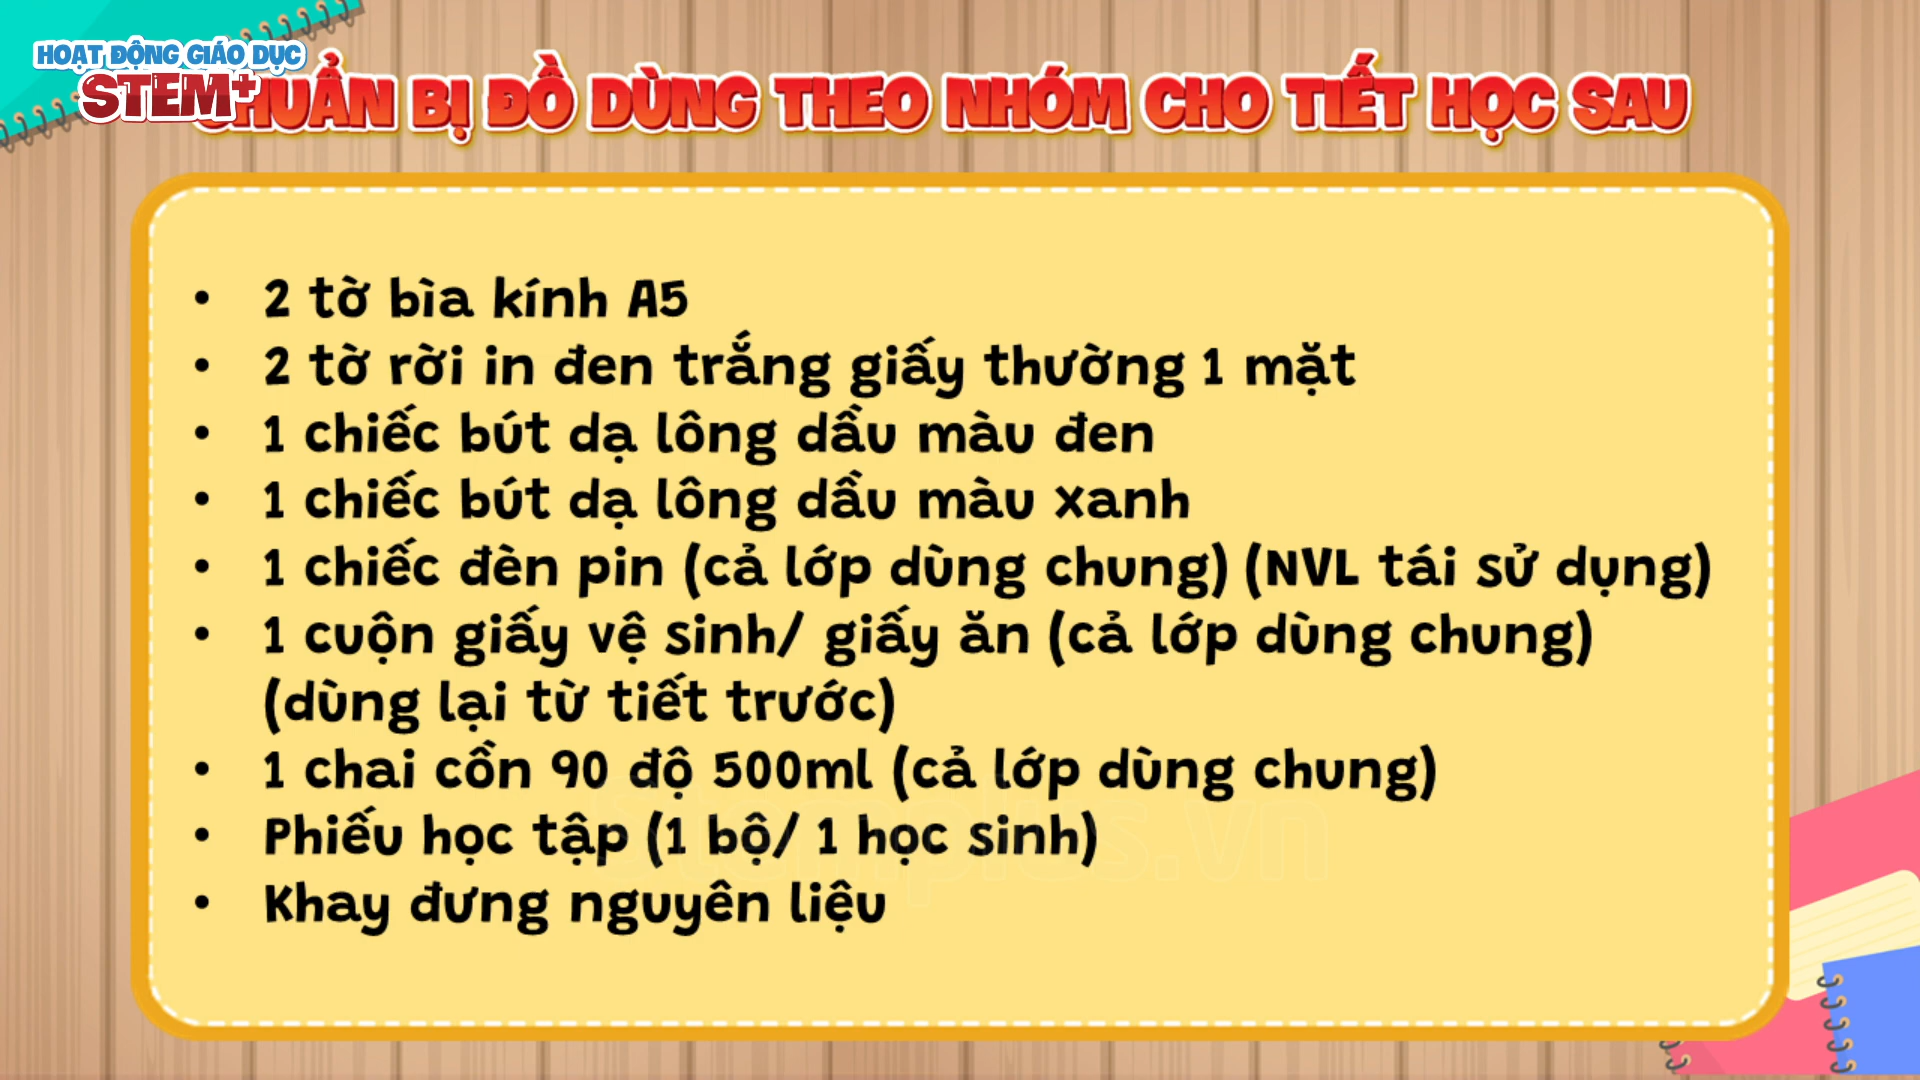 HOẠT ĐỘNG GIÁO DỤC
STEM+
CHUẨN BỊ ĐỒ DÙNG THEO NHÓM CHO TIẾT HỌC SAU
• 2 tờ bìa kính A5
• 2 tờ rời in đen trắng giấy thường 1 mặt
• 1 chiếc bút dạ lông dầu màu đen
• 1 chiếc bút dạ lông dầu màu xanh
• 1 chiếc đèn pin (cả lớp dùng chung) (NVL tái sử dụng)
• 1 cuộn giấy vệ sinh/ giấy ăn (cả lớp dùng chung)
(dùng lại từ tiết trước)
• 1 chai cồn 90 độ 500ml (cả lớp dùng chung)
• Phiếu học tập (1 bộ/ 1 học sinh)
• Khay đưng nguyên liệu
Stemplus.vn